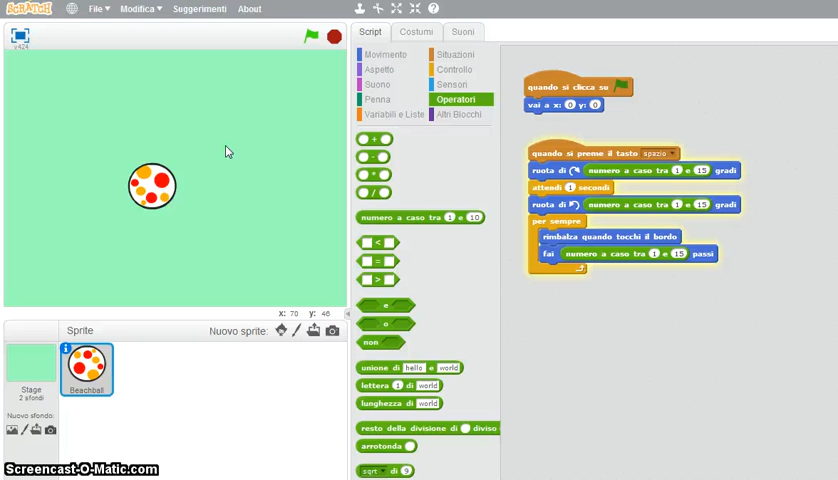 SCRATCH File Modifica Suggerimenti About
v424
Script Costumi Suoni
Movimento Situazioni
Aspetto Controllo
Suono Sensori
Penna Operatori
Variabili e Liste Altri Blocchi
+
-
*
/
numero a caso tra 1 e 10
<
=
>
e
o
non
unione di hello e world
lettera 1 di world
lunghezza di world
resto della divisione di diviso
arrotonda
sqrt di 9
quando si clicca su
vai a x: 0 y: 0
quando si preme il tasto spazio
ruota di numero a caso tra 1 e 15 gradi
attendi 1 secondi
ruota di numero a caso tra 1 e 15 gradi
per sempre
rimbalza quando tocchi il bordo
fai numero a caso tra 1 e 15 passi
x: 70 y: 46
Sprite Nuovo sprite:
Stage
2 sfondi
Nuovo sfondo:
i
Beachball
Screencast-O-Matic.com